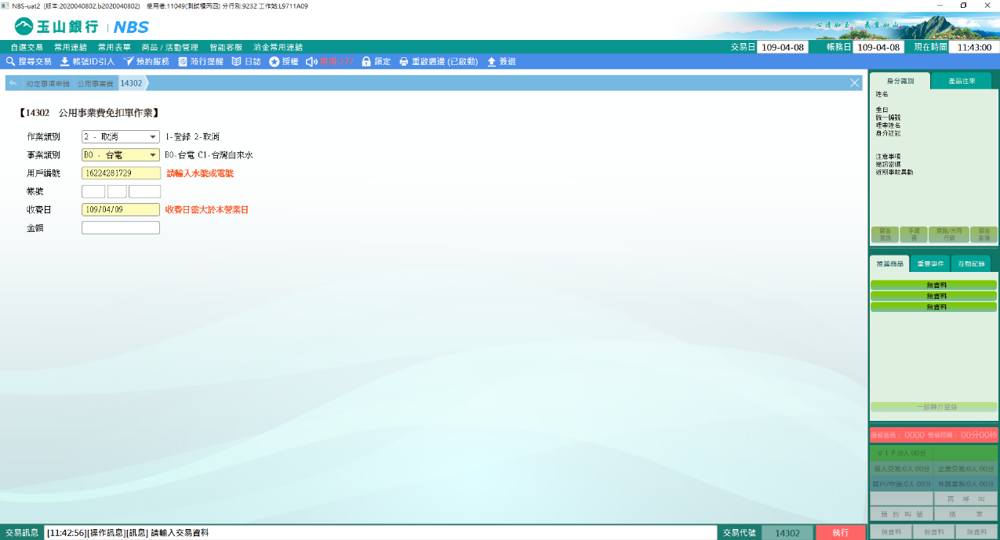 NBS-uat2 (版本:2020040802.b2020040802) 使用者:11049(測試櫃丙四) 分行別:9232 工作站:L9711A09
玉山銀行 NBS 心清如玉, 義重如山
自選交易 常用連結 常用表單 商品 / 活動管理 智能客服 消金常用連結 交易日 109-04-08 帳務日 109-04-08 現在時間 11:43:00
搜尋交易 帳號ID引入 預約服務 蒞行提醒 日誌 授權 廣播:777 鎖定 重啟週邊 (已啟動) 簽退
約定事項申請 公用事業費 14302
【14302 公用事業費免扣單作業】
作業類別 2 - 取消 1-登錄 2-取消
事業類別 B0 - 台電 B0-台電 C1-台灣自來水
用戶編號 16224281729 請輸入水號或電號
帳號
收費日 109/04/09 收費日需大於本營業日
金額
身分識別 產品往來
姓名
生日
統一編號
理專姓名
身分註記
注意事項
簡訊密碼
近期事故異動
顧客資訊 手續費 通路/共同行銷 顧客影像
推薦商品 重要事件 互動記錄
無資料
無資料
無資料
一般轉介登錄
服務號碼: 0000 等候時間: 00分00秒
V I P:0人 00分
個人交易:0人 00分 企業交易:0人 00分
開戶/申請:0人 00分 外匯業務:0人 00分
再 呼 叫
預 約 叫 號 結 束
無資料 無資料 無資料
交易訊息 [11:42:56][操作訊息][訊息] 請輸入交易資料 交易代號 14302 執行